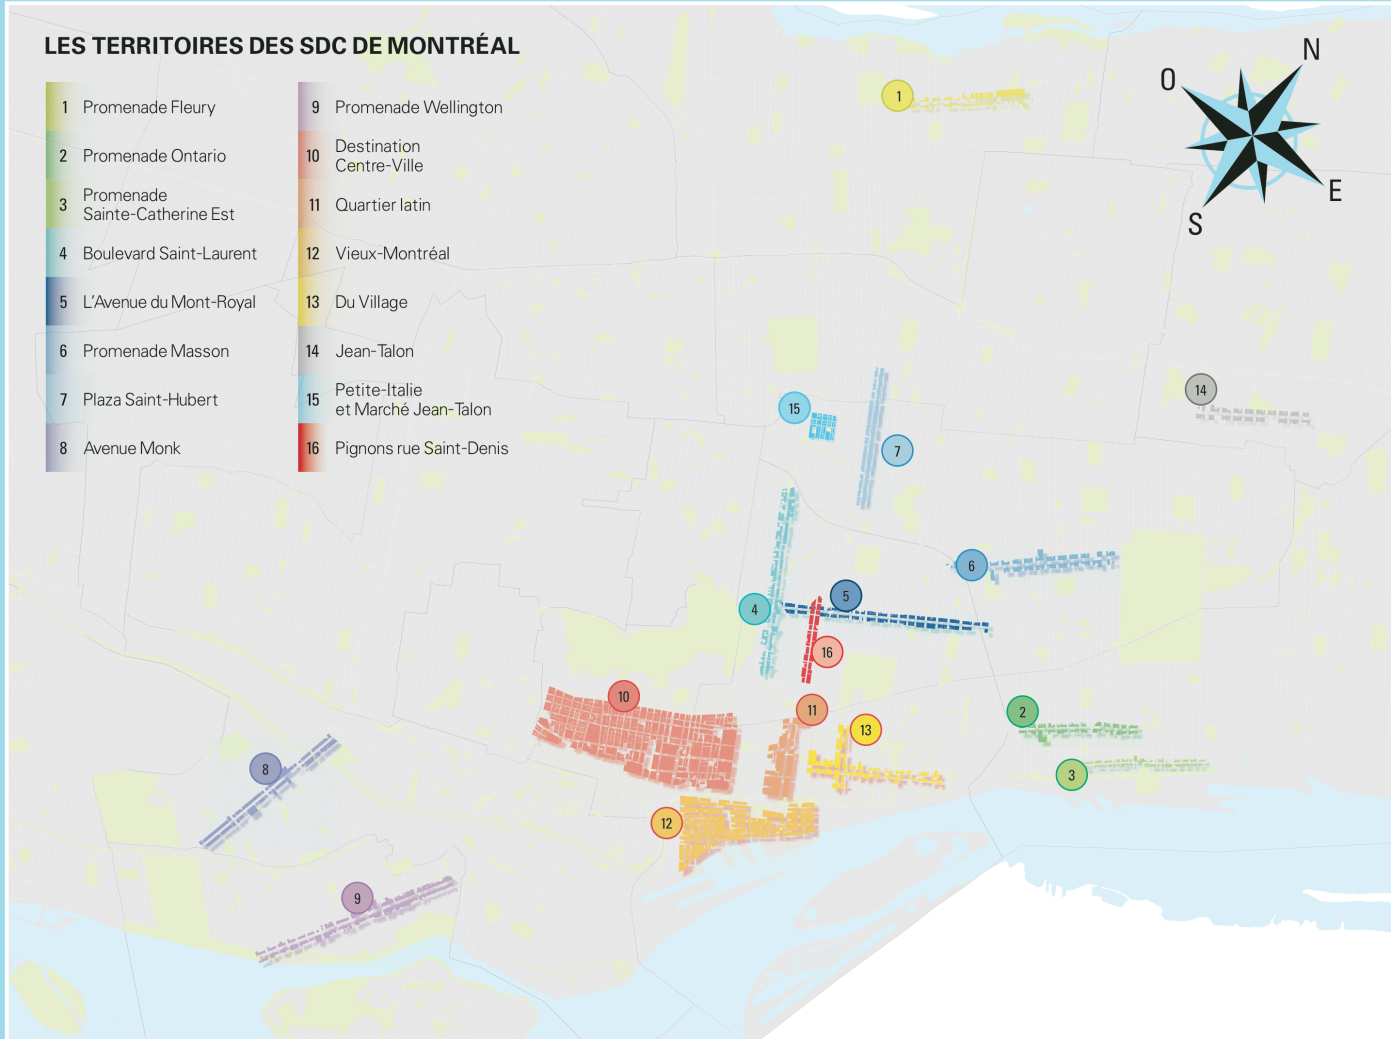 LES TERRITOIRES DES SDC DE MONTRÉAL
1 Promenade Fleury
2 Promenade Ontario
3 Promenade
Sainte-Catherine Est
4 Boulevard Saint-Laurent
5 L'Avenue du Mont-Royal
6 Promenade Masson
7 Plaza Saint-Hubert
8 Avenue Monk
9 Promenade Wellington
10 Destination
Centre-Ville
11 Quartier latin
12 Vieux-Montréal
13 Du Village
14 Jean-Talon
15 Petite-Italie
et Marché Jean-Talon
16 Pignons rue Saint-Denis
N
O
E
S
1
14
15
7
6
5
4
16
10
11
2
13
8
3
12
9